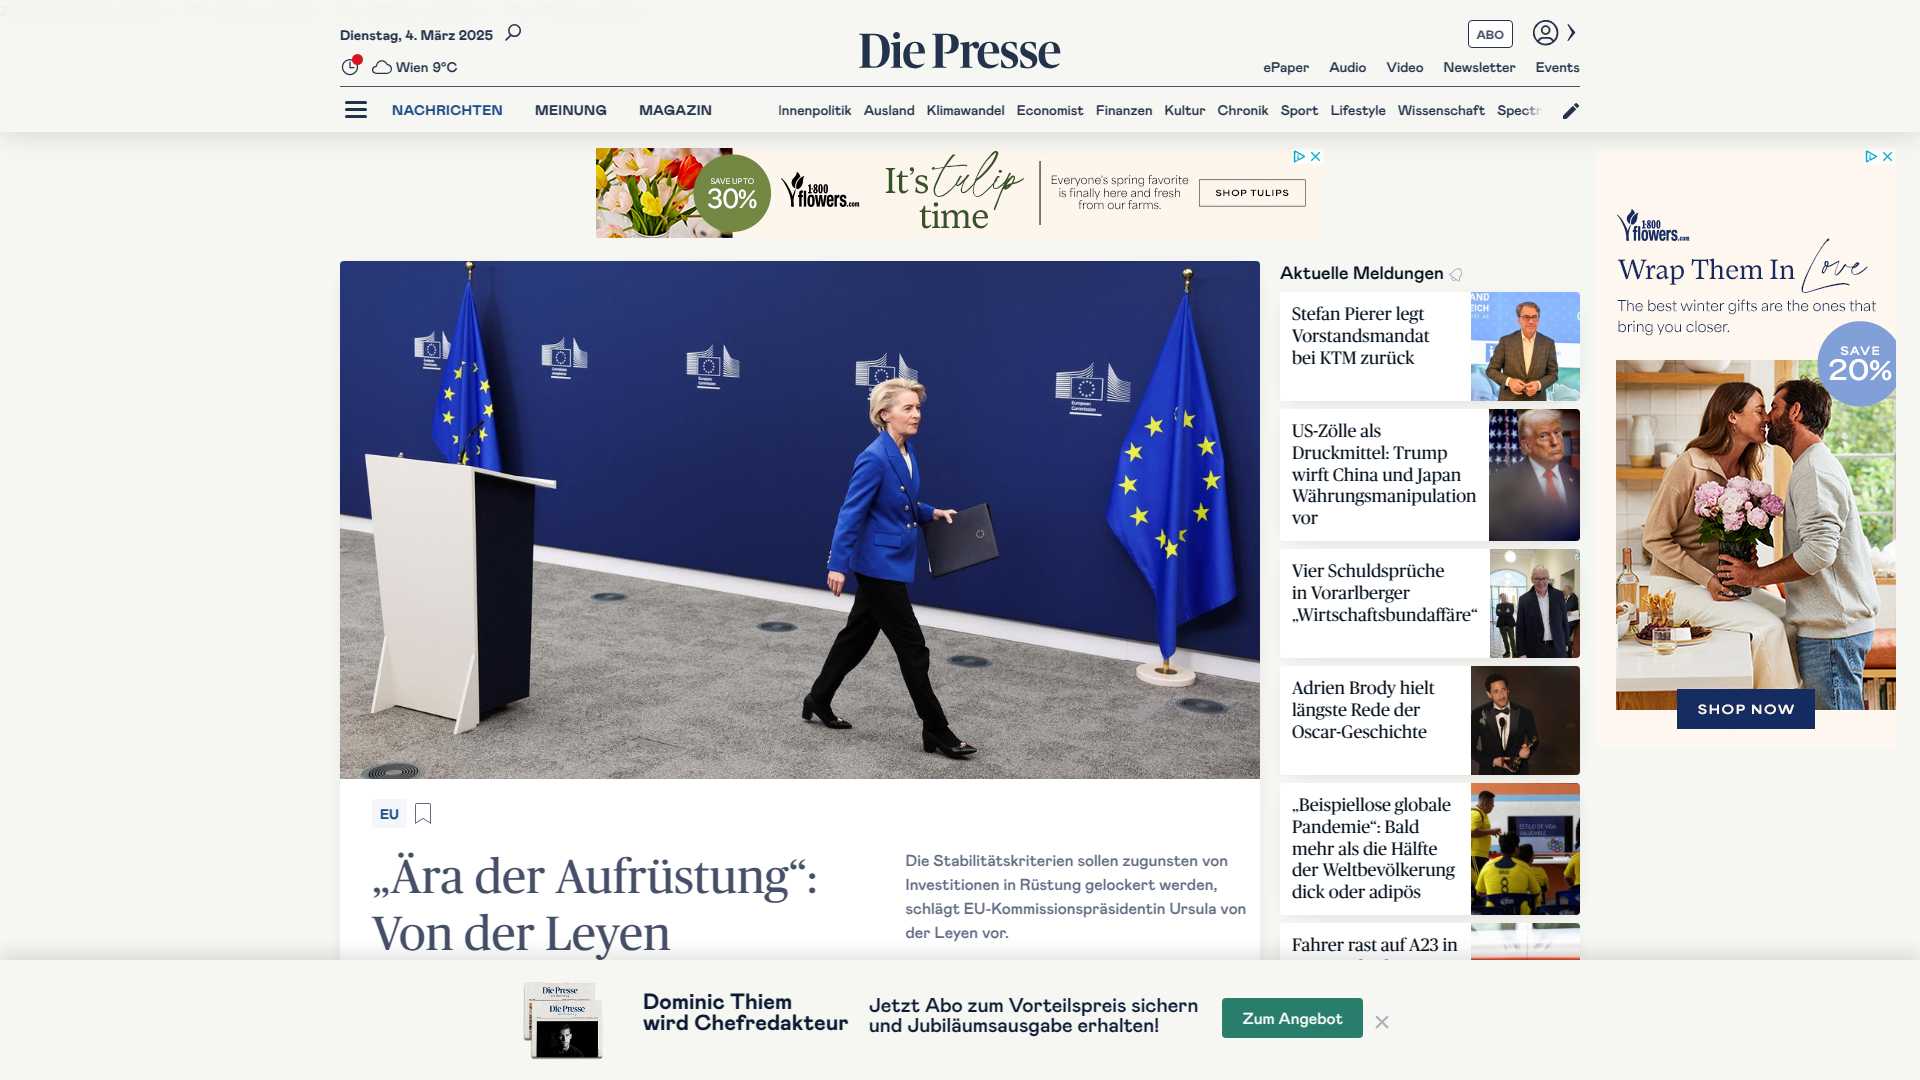 Dienstag, 4. März 2025
Wien 9°C
Die Presse
ABO
ePaper Audio Video Newsletter Events
NACHRICHTEN MEINUNG MAGAZIN
Innenpolitik Ausland Klimawandel Economist Finanzen Kultur Chronik Sport Lifestyle Wissenschaft Spectr
SAVE UP TO
30%
1-800
flowers.com
It's tulip
time
Everyone's spring favorite
is finally here and fresh
from our farms.
SHOP TULIPS
European
Commission
EU
„Ära der Aufrüstung“:
Von der Leyen
Die Stabilitätskriterien sollen zugunsten von
Investitionen in Rüstung gelockert werden,
schlägt EU-Kommissionspräsidentin Ursula von
der Leyen vor.
Aktuelle Meldungen
Stefan Pierer legt
Vorstandsmandat
bei KTM zurück
US-Zölle als
Druckmittel: Trump
wirft China und Japan
Währungsmanipulation
vor
Vier Schuldsprüche
in Vorarlberger
„Wirtschaftsbundaffäre“
Adrien Brody hielt
längste Rede der
Oscar-Geschichte
„Beispiellose globale
Pandemie“: Bald
mehr als die Hälfte
der Weltbevölkerung
dick oder adipös
Fahrer rast auf A23 in
1-800
flowers.com
Wrap Them In Love
The best winter gifts are the ones that
bring you closer.
SAVE
20%
SHOP NOW
Die Presse
Die Presse
Dominic Thiem
wird Chefredakteur
Jetzt Abo zum Vorteilspreis sichern
und Jubiläumsausgabe erhalten!
Zum Angebot